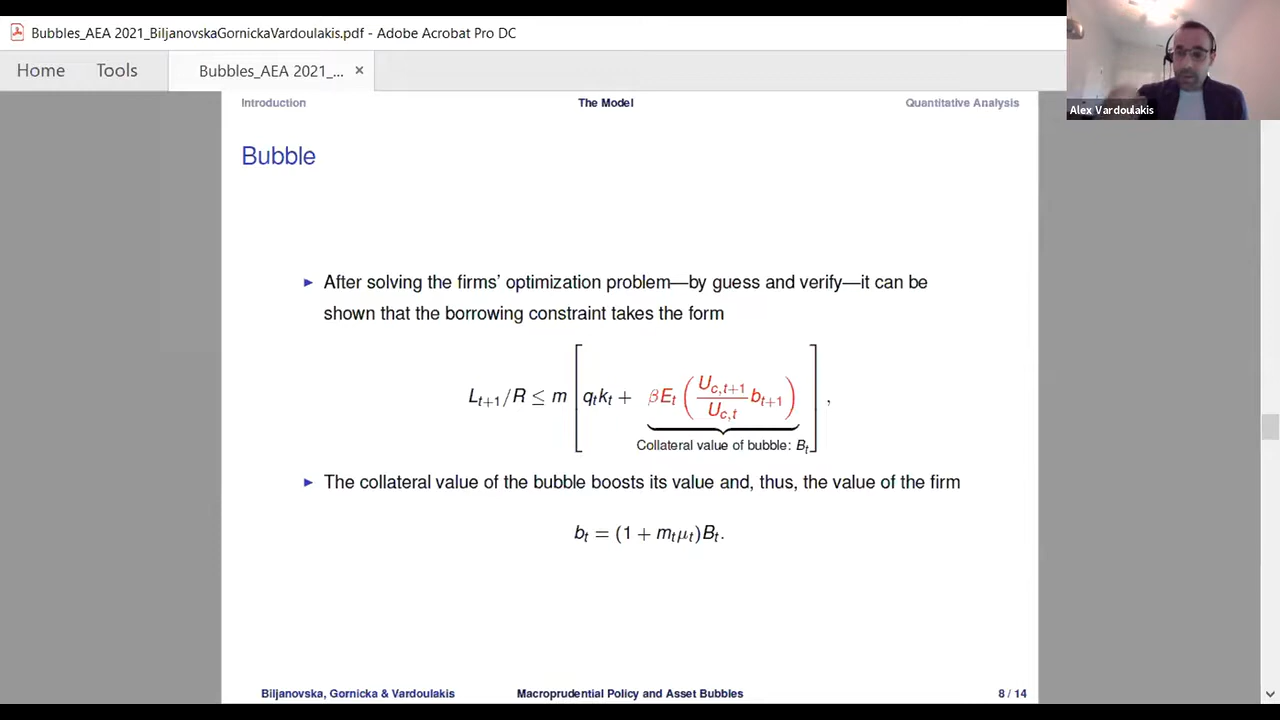 Bubbles_AEA 2021_BiljanovskaGornickaVardoulakis.pdf - Adobe Acrobat Pro DC
Home Tools Bubbles_AEA 2021_... ×
Alex Vardoulakis
Introduction The Model Quantitative Analysis
Bubble
► After solving the firms' optimization problem—by guess and verify—it can be
shown that the borrowing constraint takes the form
L_{t+1}/R ≤ m [ q_t k_t + βE_t ( U_{c,t+1} / U_{c,t} b_{t+1} ) ] ,
Collateral value of bubble: B_t
► The collateral value of the bubble boosts its value and, thus, the value of the firm
b_t = (1 + m_t μ_t)B_t.
Biljanovska, Gornicka & Vardoulakis Macroprudential Policy and Asset Bubbles 8 / 14